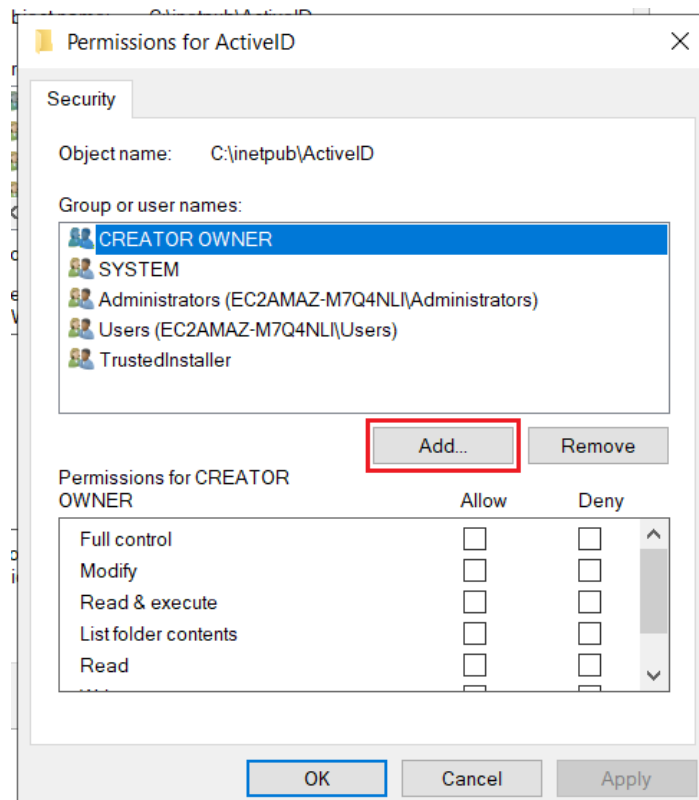 Permissions for ActiveID
Security
Object name: C:\inetpub\ActiveID
Group or user names:
CREATOR OWNER
SYSTEM
Administrators (EC2AMAZ-M7Q4NLI\Administrators)
Users (EC2AMAZ-M7Q4NLI\Users)
TrustedInstaller
Add...
Remove
Permissions for CREATOR
OWNER
Allow
Deny
Full control
Modify
Read & execute
List folder contents
Read
OK
Cancel
Apply